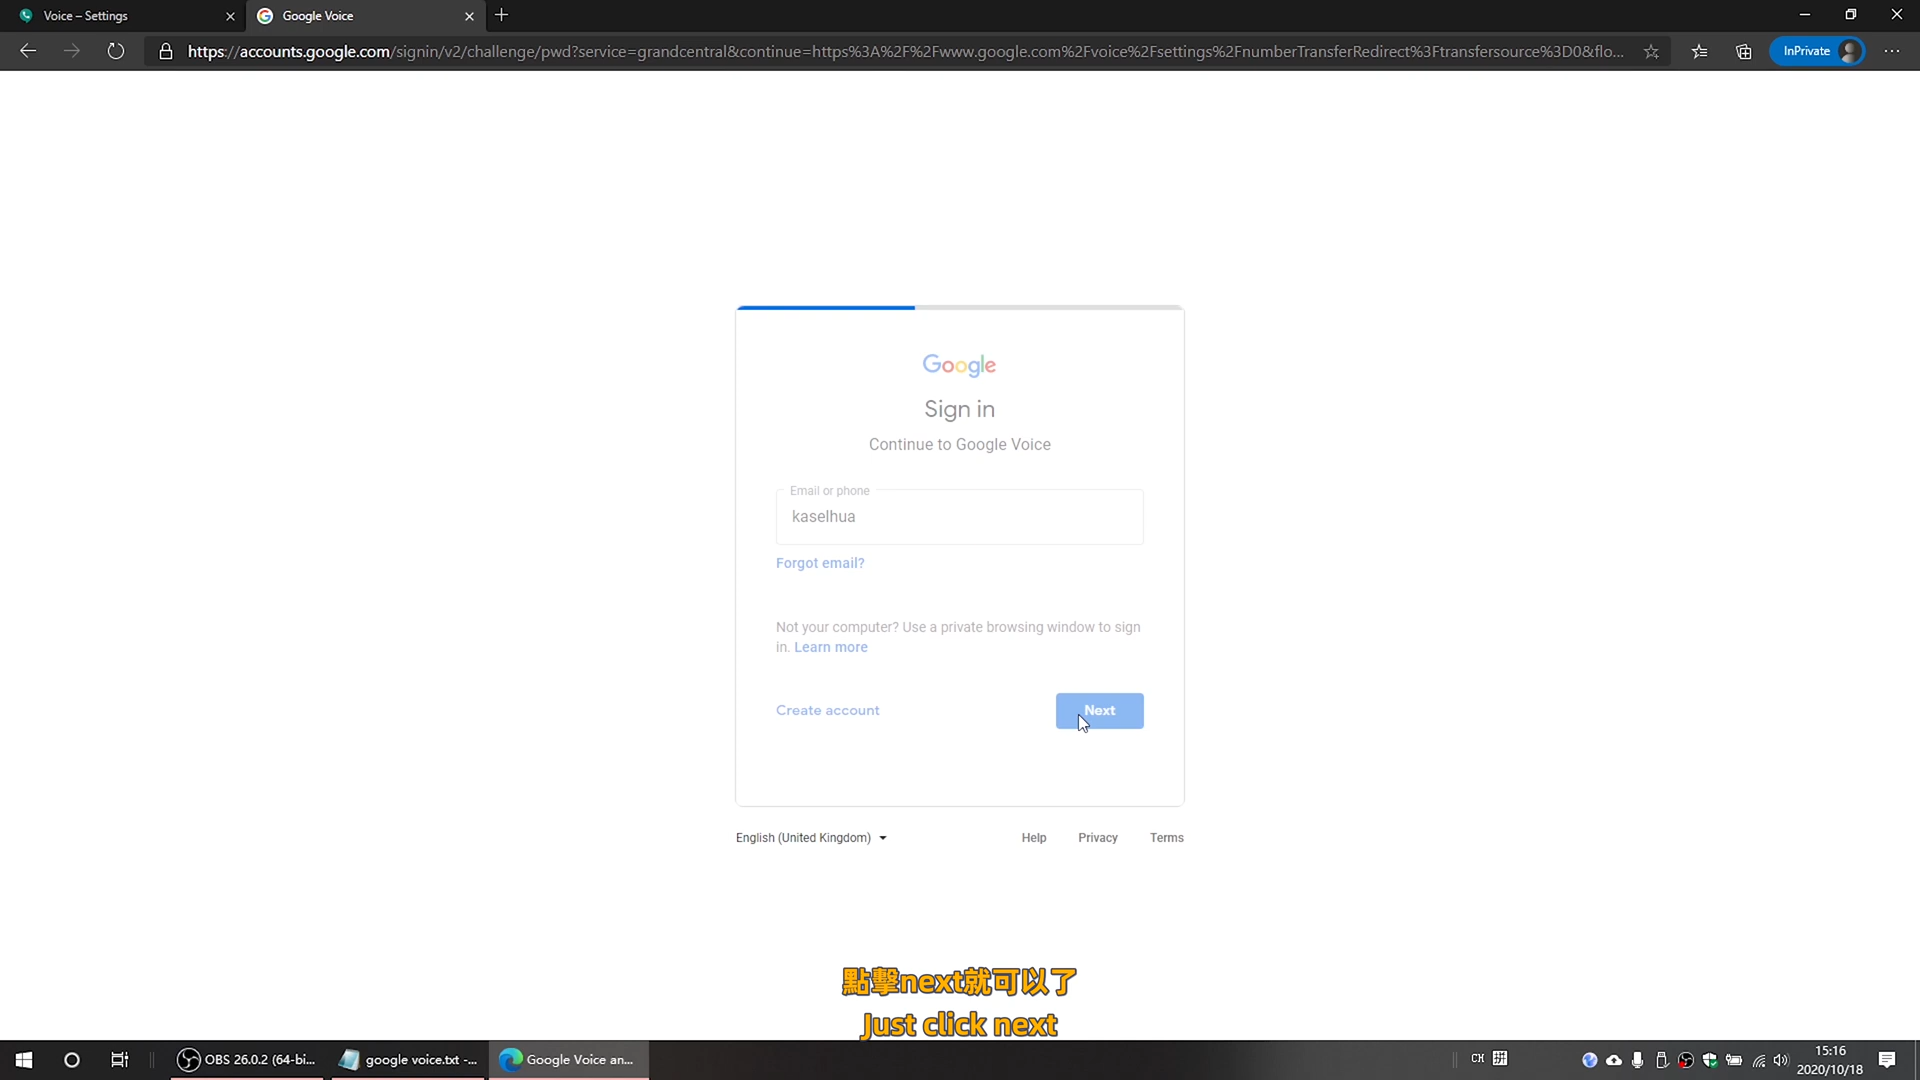 Voice – Settings
Google Voice
https://accounts.google.com/signin/v2/challenge/pwd?service=grandcentral&continue=https%3A%2F%2Fwww.google.com%2Fvoice%2Fsettings%2FnumberTransferRedirect%3Ftransfersource%3D0&flo...
InPrivate
Google
Sign in
Continue to Google Voice
Email or phone
kaselhua
Forgot email?
Not your computer? Use a private browsing window to sign
in. Learn more
Create account
Next
English (United Kingdom)
Help
Privacy
Terms
點擊next就可以了
Just click next
OBS 26.0.2 (64-bi...
google voice.txt -...
Google Voice an...
CH
拼
15:16
2020/10/18